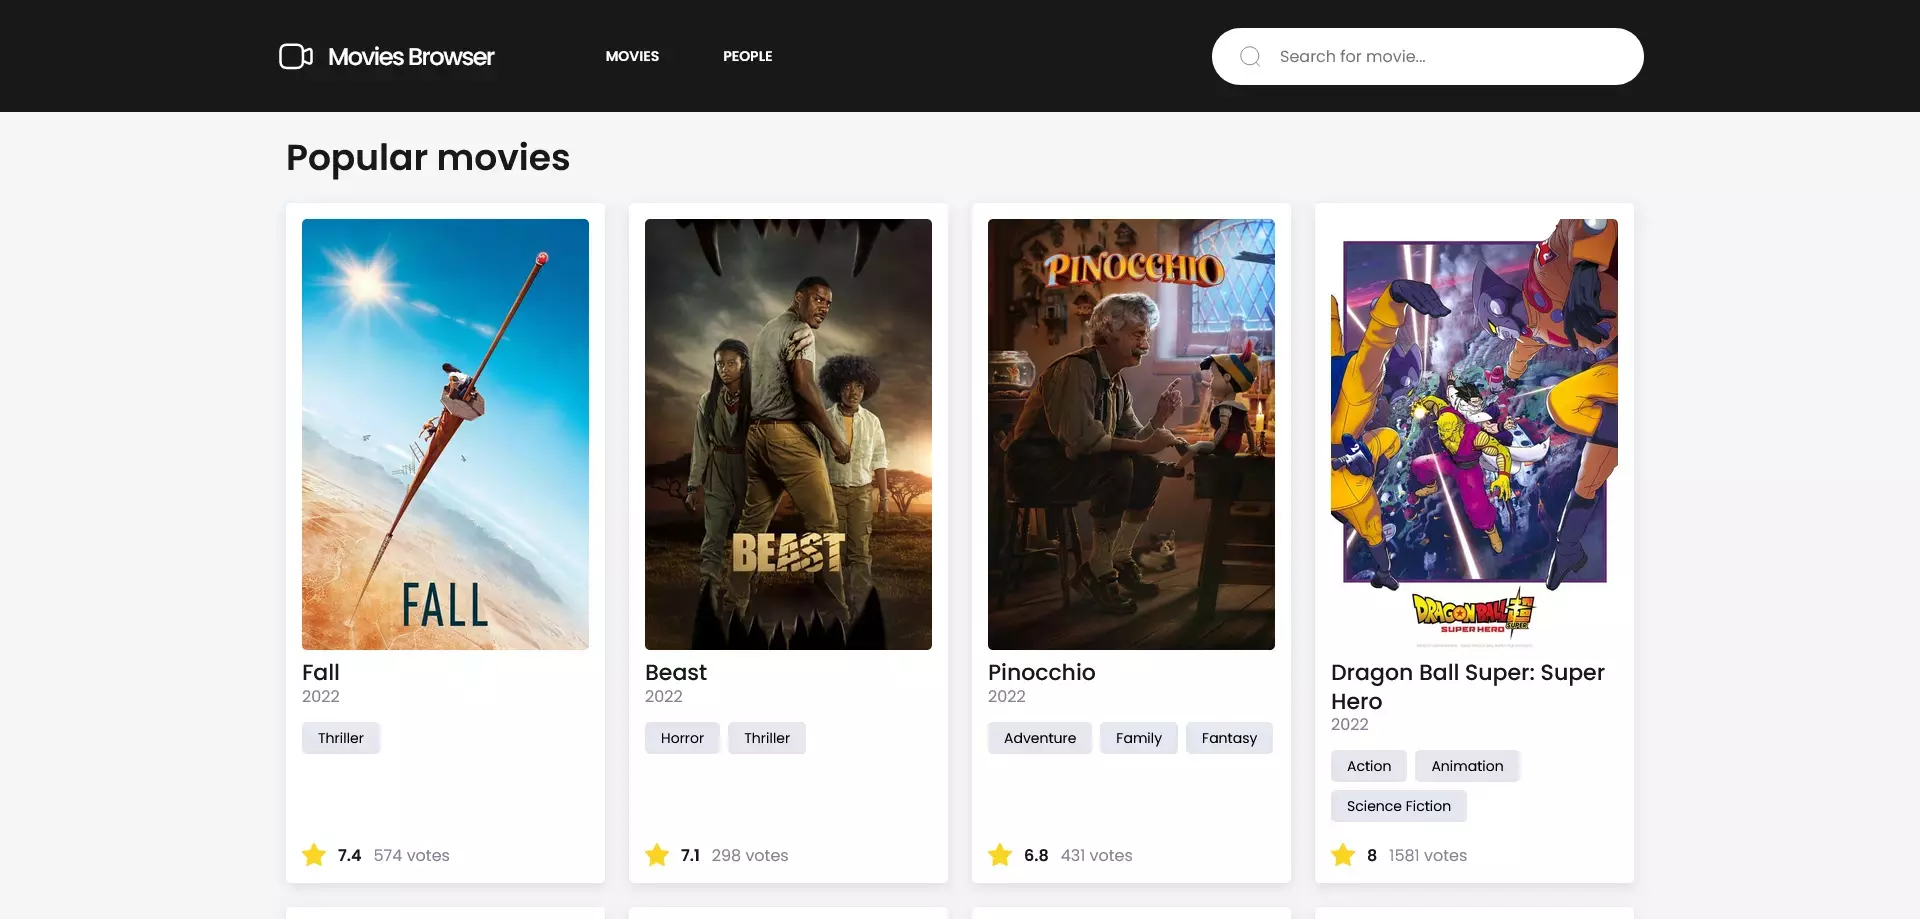 Movies Browser
MOVIES
PEOPLE
Search for movie...
Popular movies
FALL
Fall
2022
Thriller
7.4 574 votes
BEAST
Beast
2022
Horror Thriller
7.1 298 votes
PINOCCHIO
Pinocchio
2022
Adventure Family Fantasy
6.8 431 votes
DRAGON BALL
SUPER
SUPER HERO
Dragon Ball Super: Super
Hero
2022
Action Animation
Science Fiction
8 1581 votes